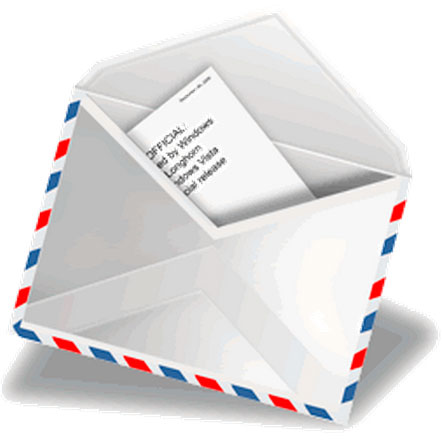 OFFICIAL:
ed by Windows
Longhorn
ndows Vista
ial release